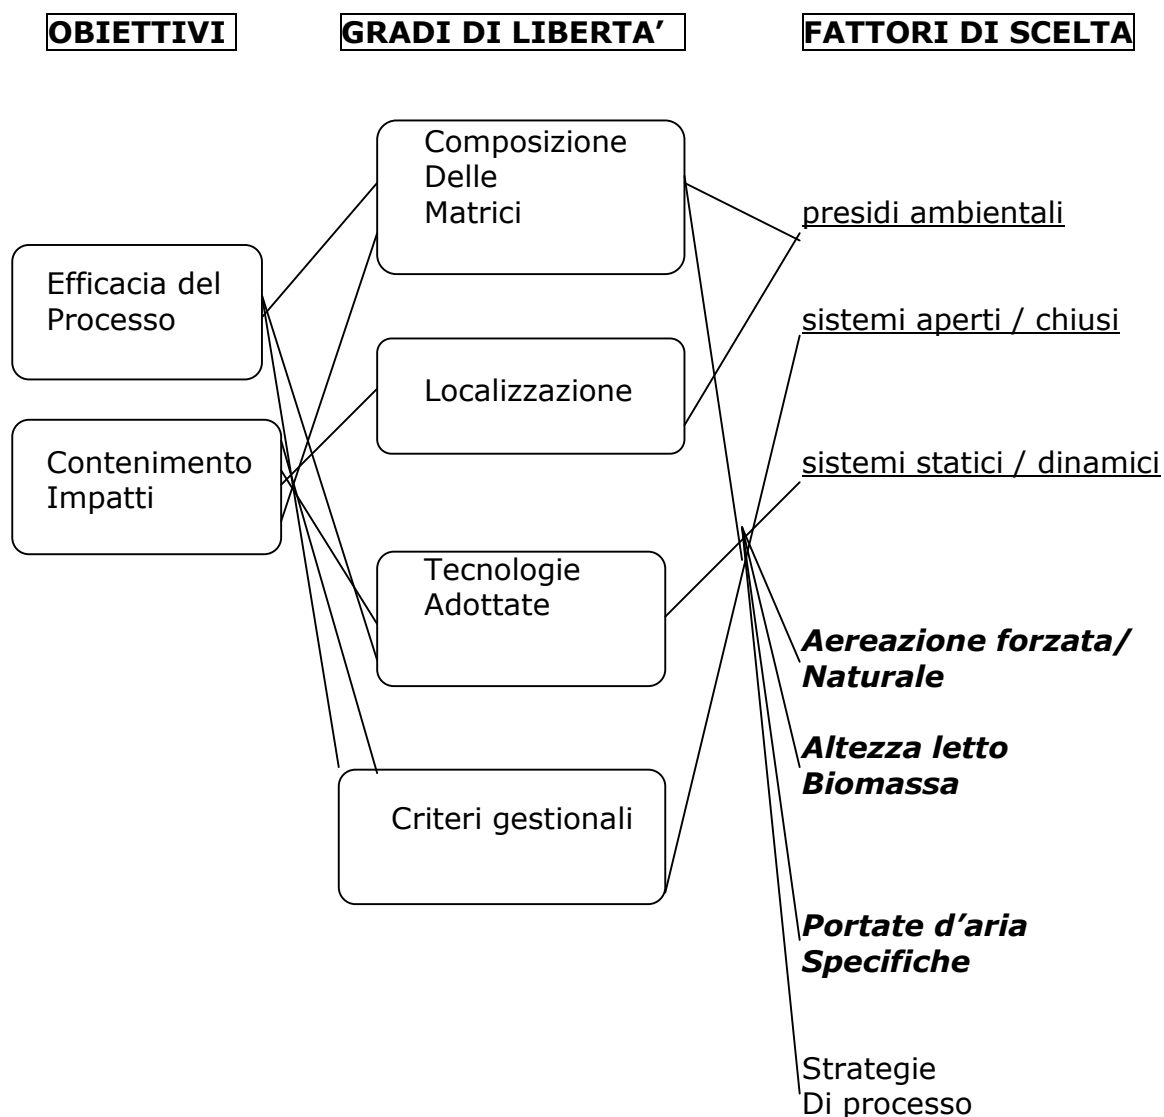 OBIETTIVI
GRADI DI LIBERTA’
FATTORI DI SCELTA
Efficacia del
Processo
Contenimento
Impatti
Composizione
Delle
Matrici
Localizzazione
Tecnologie
Adottate
Criteri gestionali
presidi ambientali
sistemi aperti / chiusi
sistemi statici / dinamici
Aereazione forzata/
Naturale
Altezza letto
Biomassa
Portate d’aria
Specifiche
Strategie
Di processo